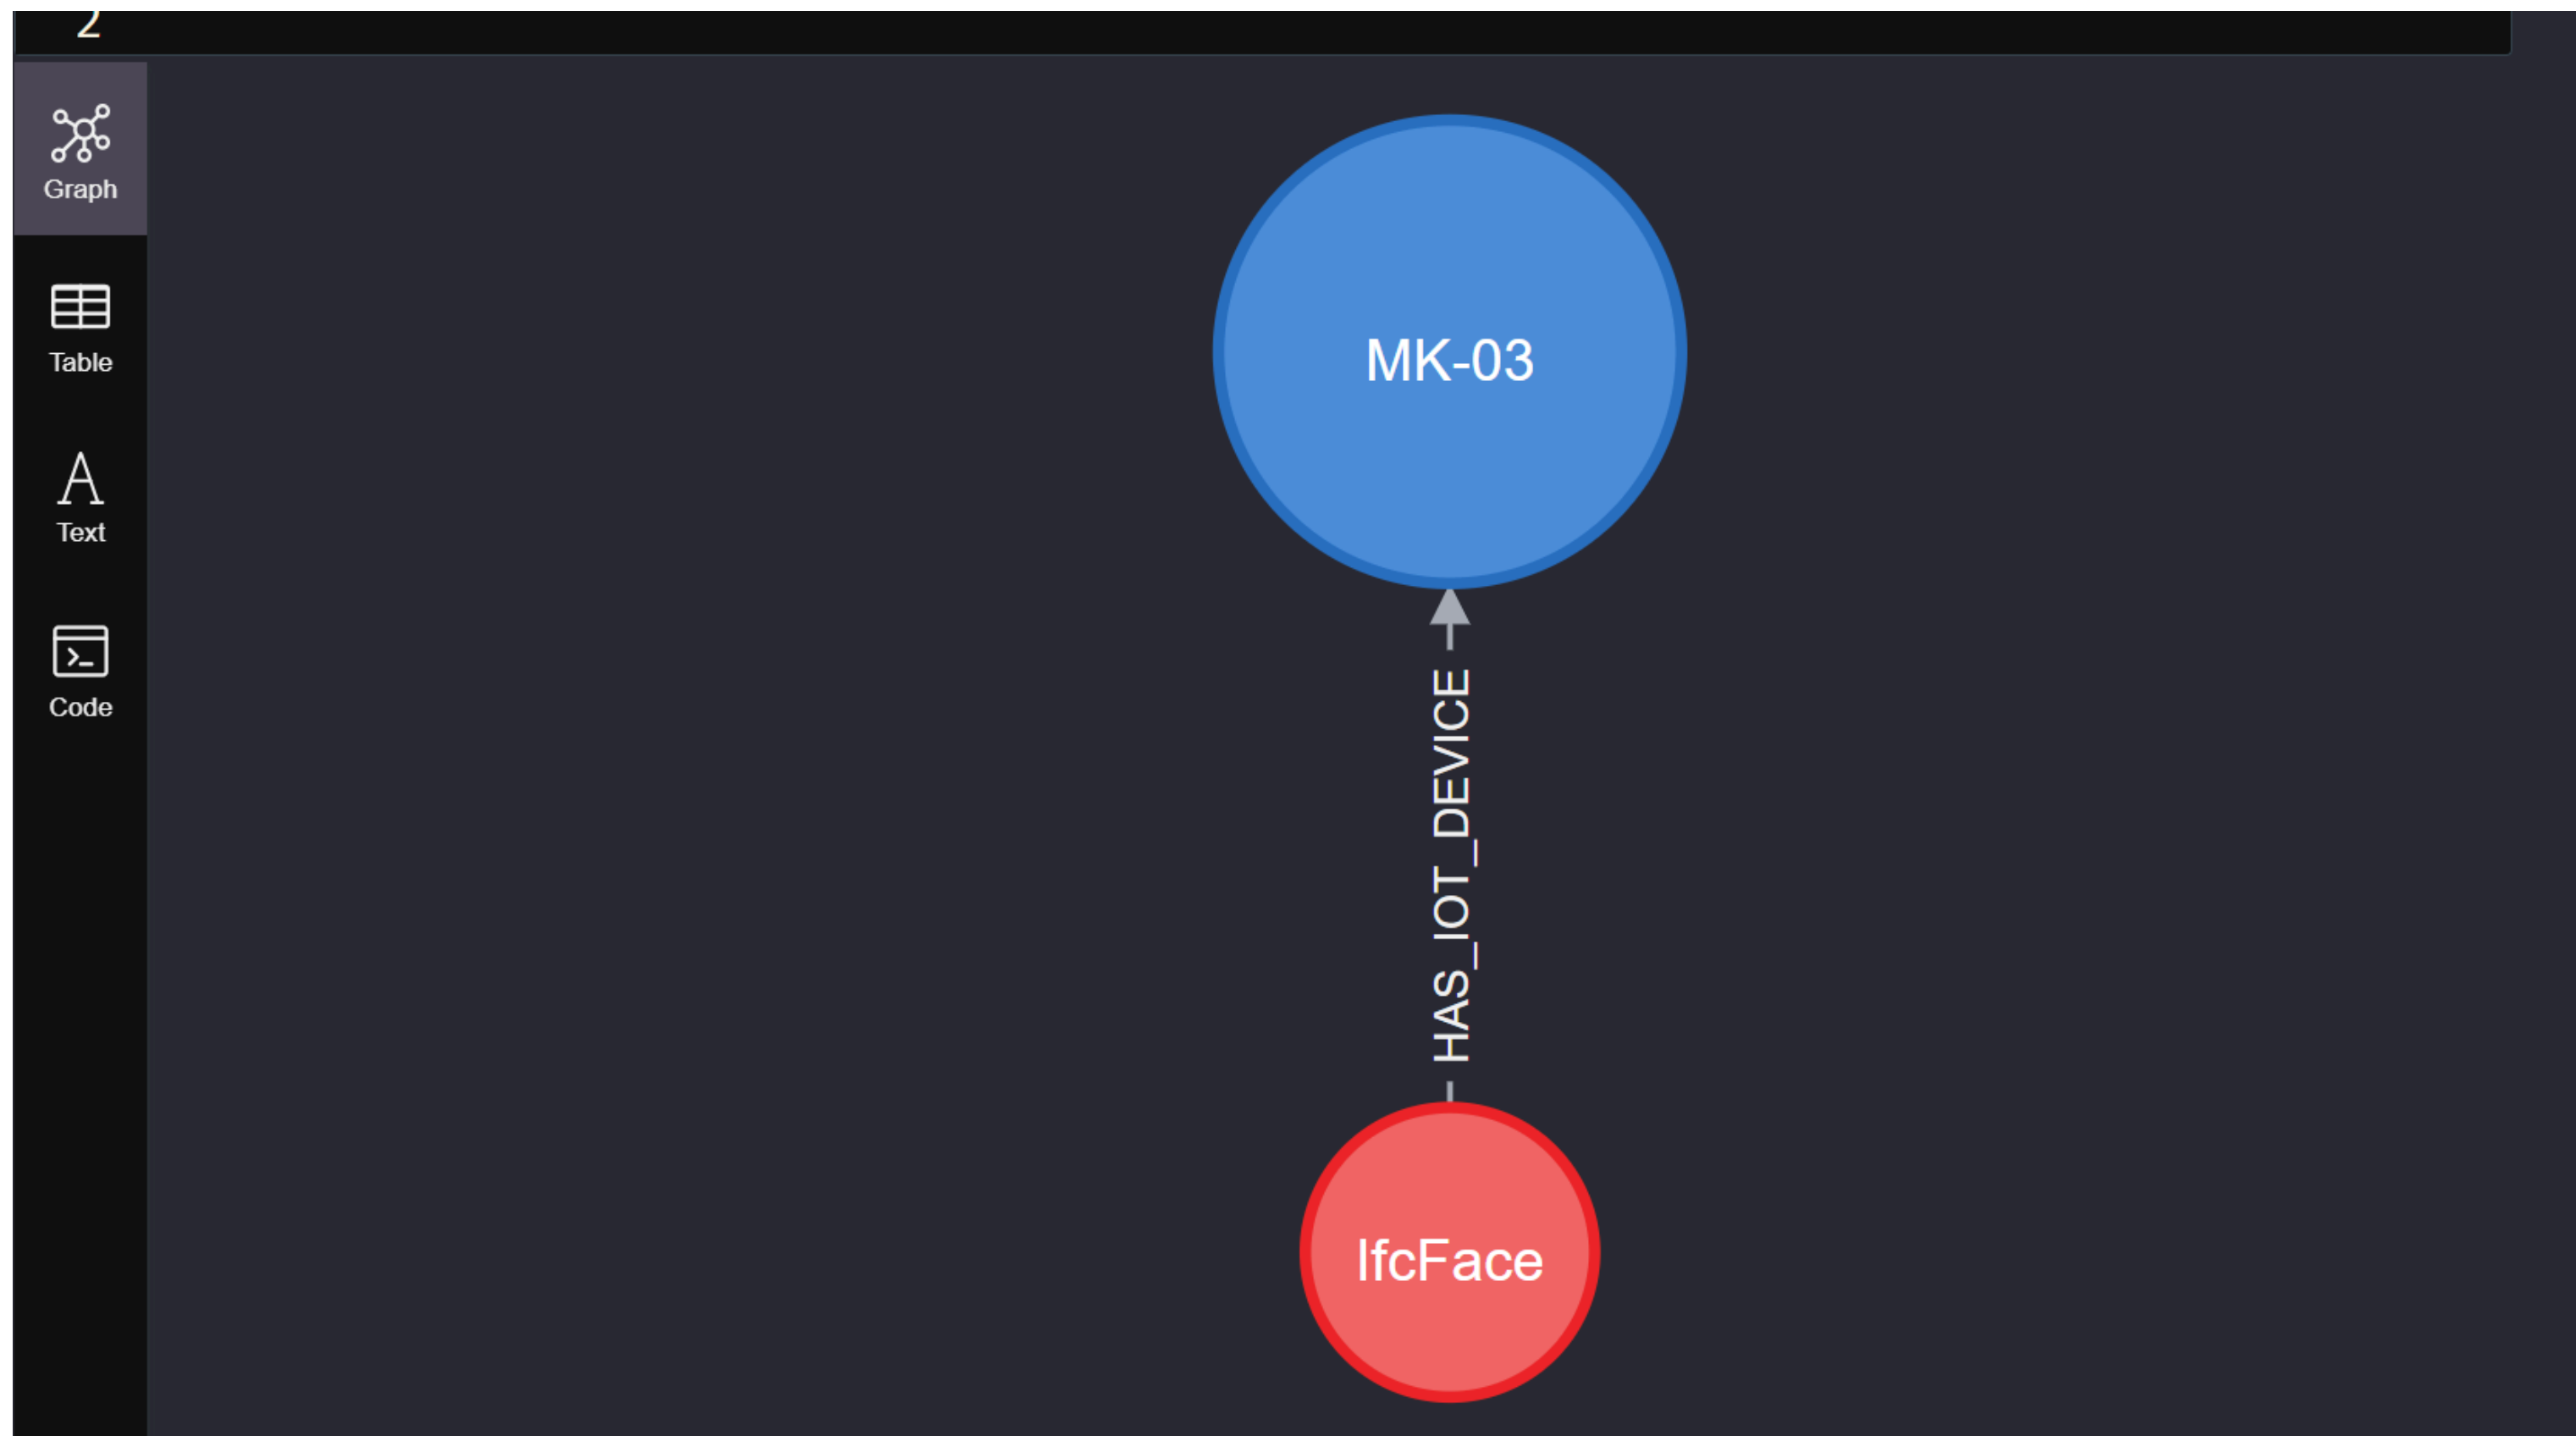 2
Graph
Table
Text
Code
MK-03
HAS_IOT_DEVICE
IfcFace